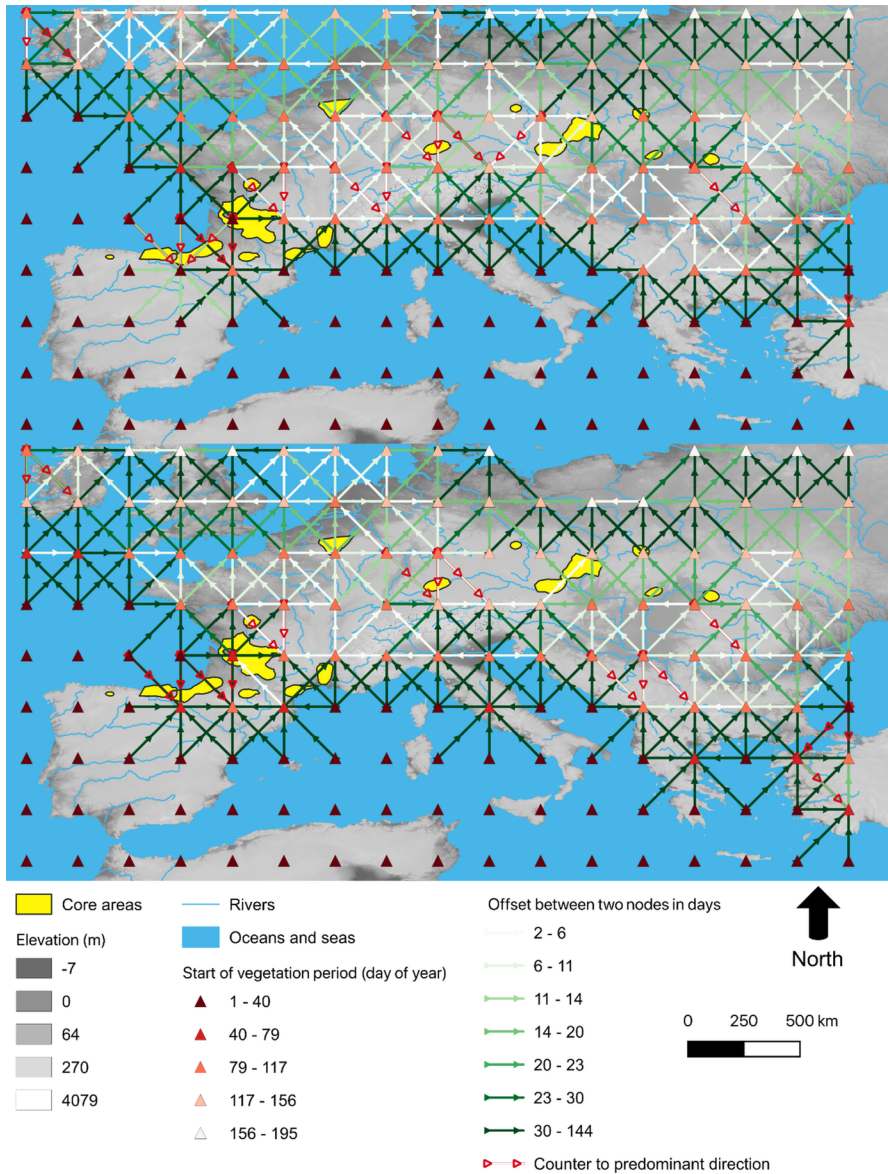 Core areas
Elevation (m)
-7
0
64
270
4079
Rivers
Oceans and seas
Start of vegetation period (day of year)
1 - 40
40 - 79
79 - 117
117 - 156
156 - 195
Offset between two nodes in days
2 - 6
6 - 11
11 - 14
14 - 20
20 - 23
23 - 30
30 - 144
Counter to predominant direction
North
0 250 500 km